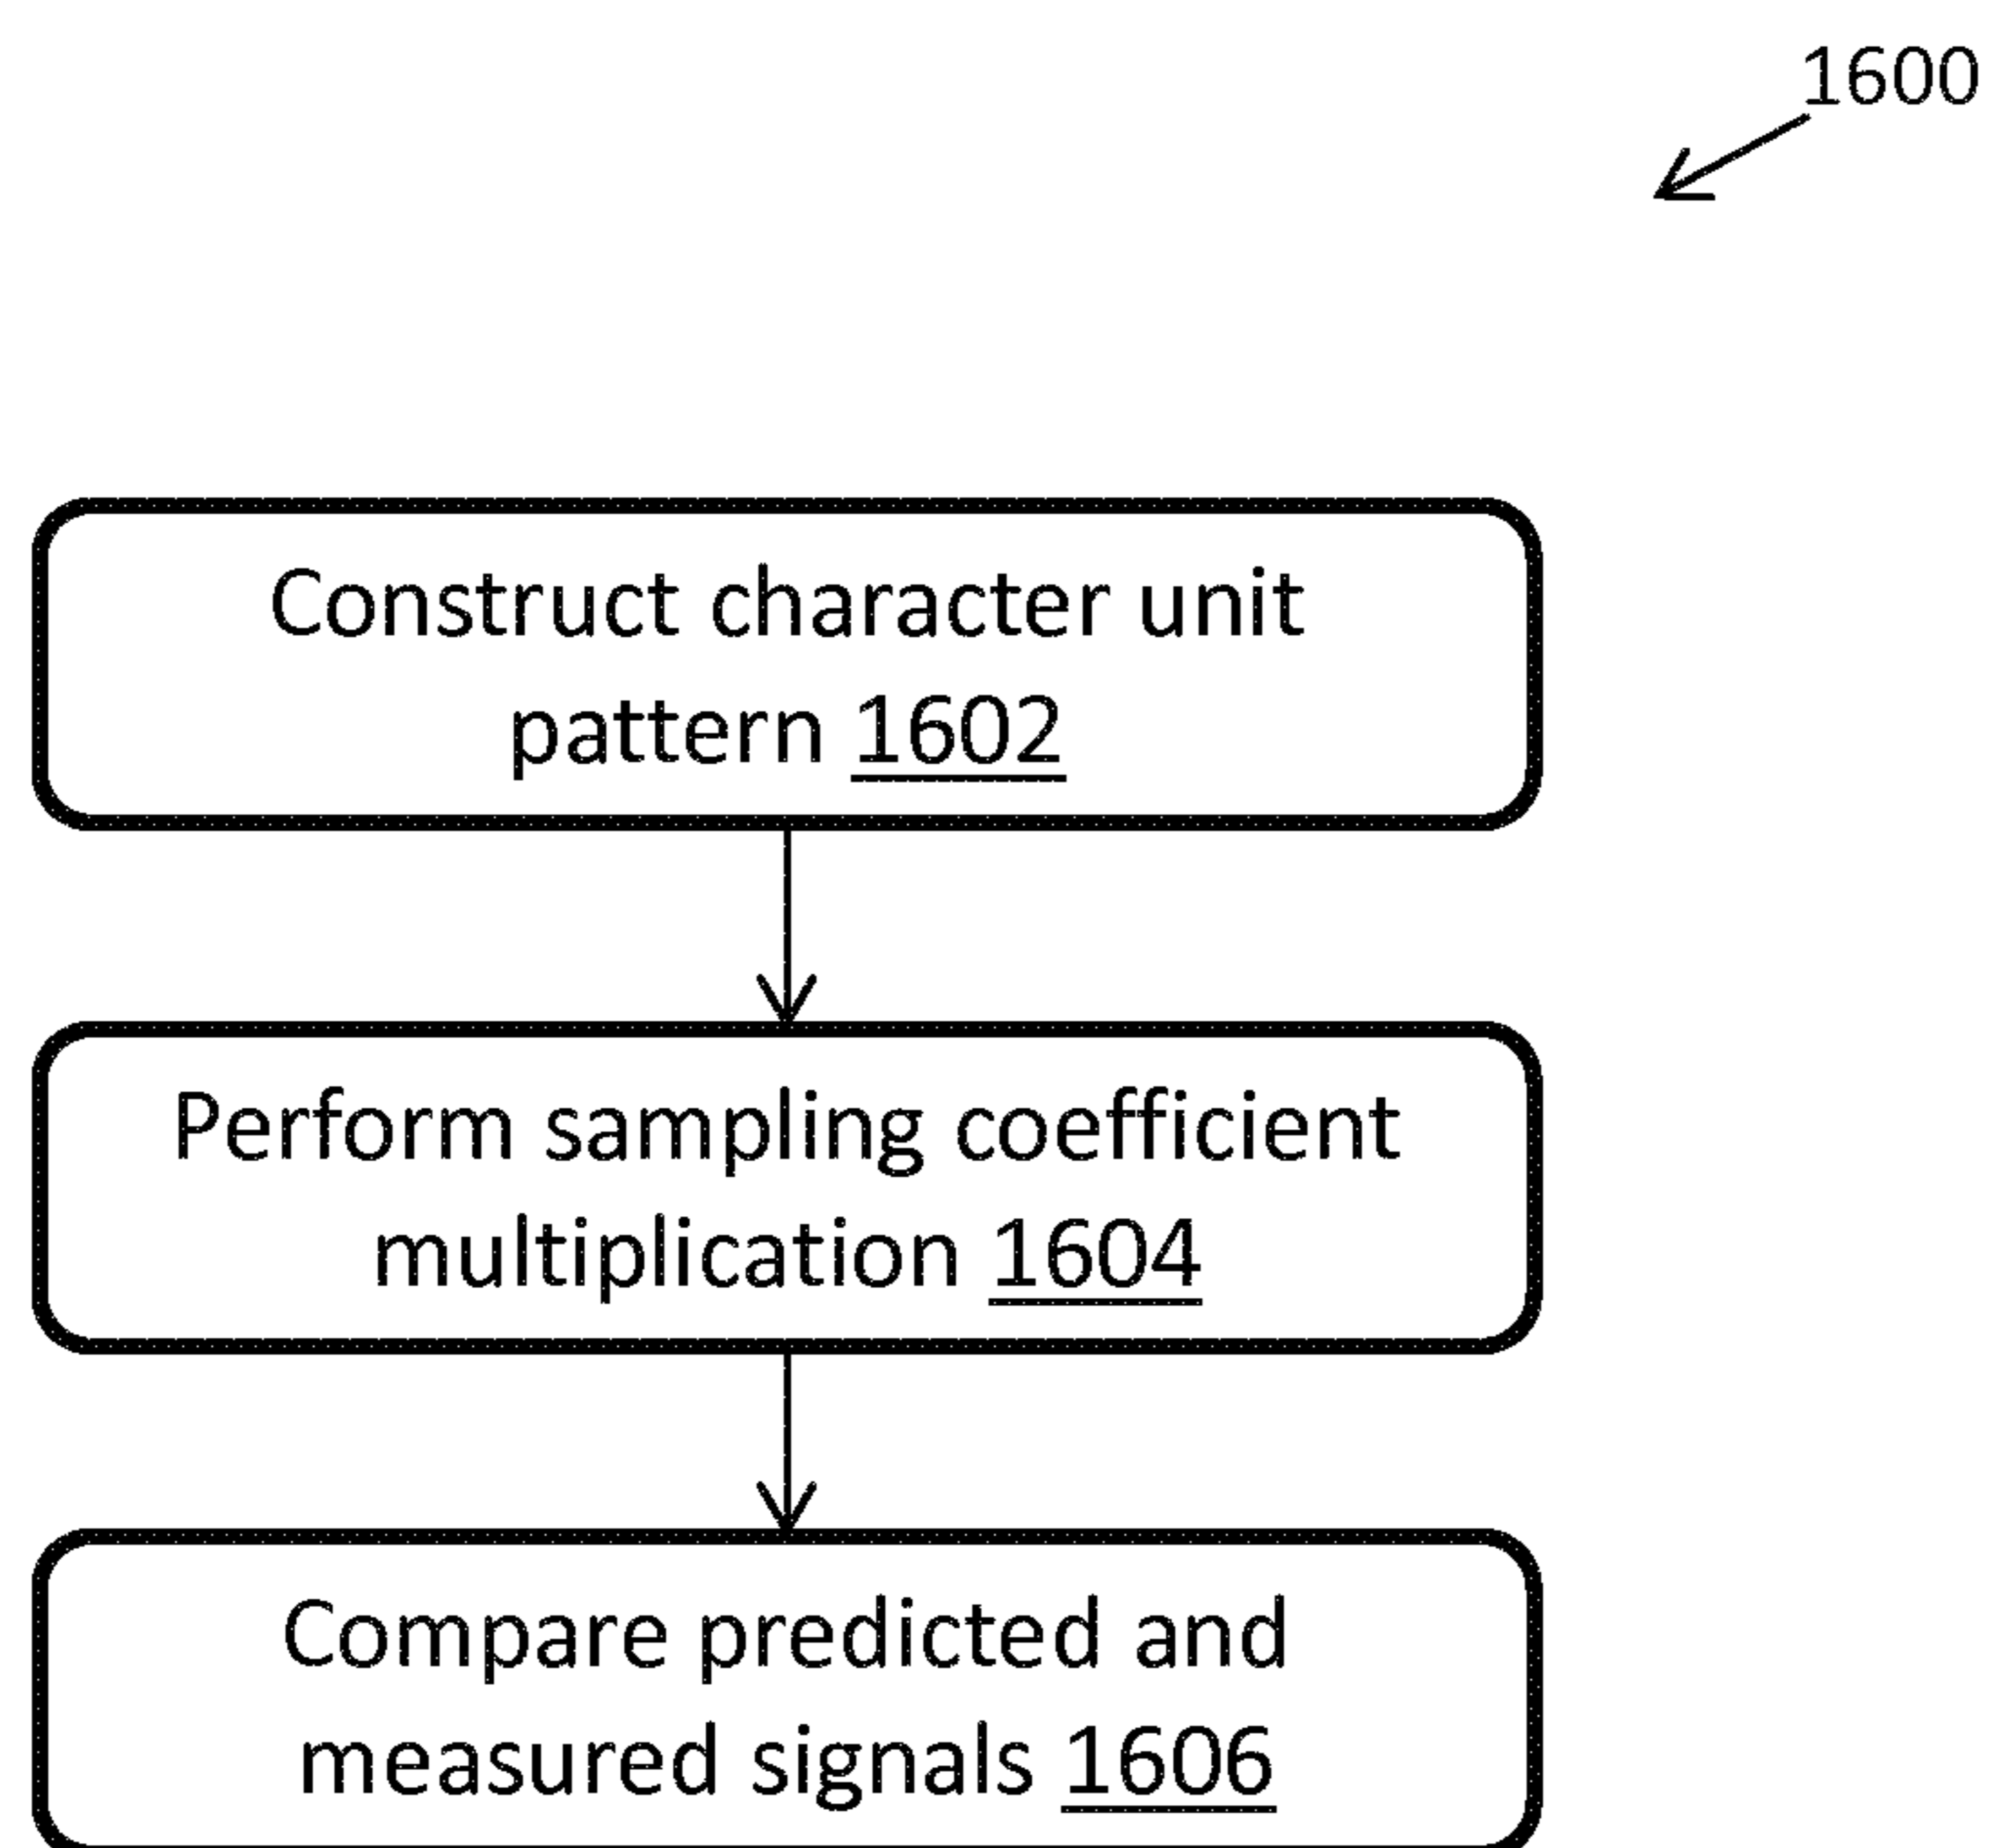 1600
Construct character unit
pattern 1602
Perform sampling coefficient
multiplication 1604
Compare predicted and
measured signals 1606